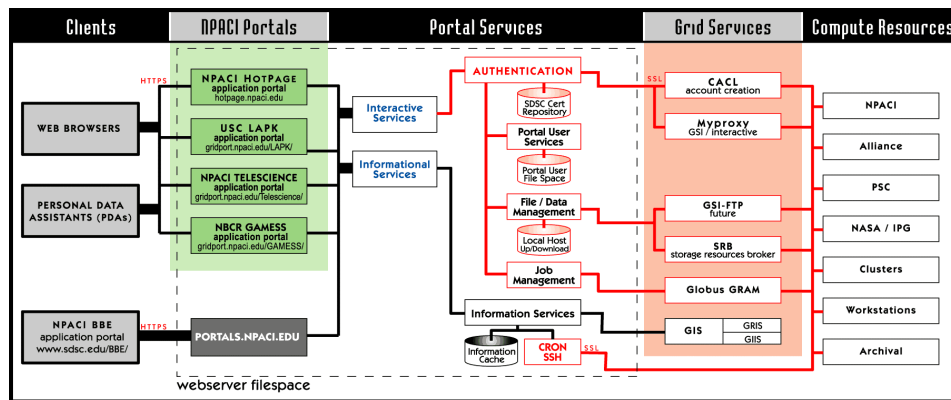 Clients
NPACI Portals
Portal Services
Grid Services
Compute Resources
HTTPS
WEB BROWSERS
PERSONAL DATA
ASSISTANTS (PDAs)
NPACI BBE
application portal
www.sdsc.edu/BBE/
HTTPS
NPACI HOTPAGE
application portal
hotpage.npaci.edu
USC LAPK
application portal
gridport.npaci.edu/LAPK/
NPACI TELESCIENCE
application portal
gridport.npaci.edu/Telescience/
NBCR GAMESS
application portal
gridport.npaci.edu/GAMESS/
PORTALS.NPACI.EDU
webserver filespace
Interactive
Services
Informational
Services
AUTHENTICATION
SDSC Cert
Repository
Portal User
Services
Portal User
File Space
File / Data
Management
Local Host
Up/Download
Job
Management
Information Services
Information
Cache
CRON
SSH
SSL
SSL
CACL
account creation
Myproxy
GSI / interactive
GSI-FTP
future
SRB
storage resources broker
Globus GRAM
GIS
GRIS
GIIS
NPACI
Alliance
PSC
NASA / IPG
Clusters
Workstations
Archival